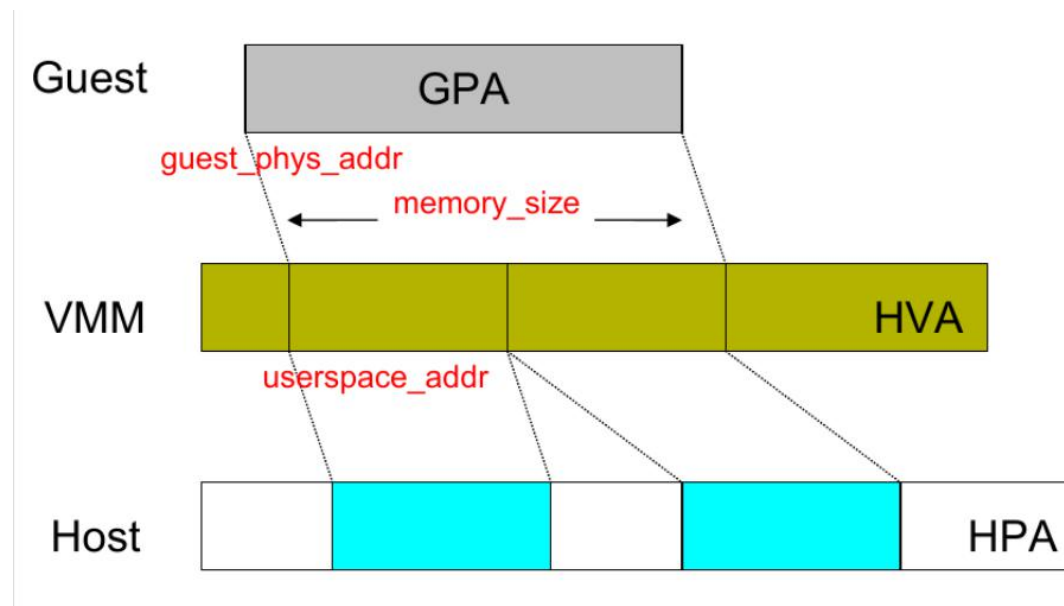 Guest
GPA
guest_phys_addr
memory_size
VMM
HVA
userspace_addr
Host
HPA